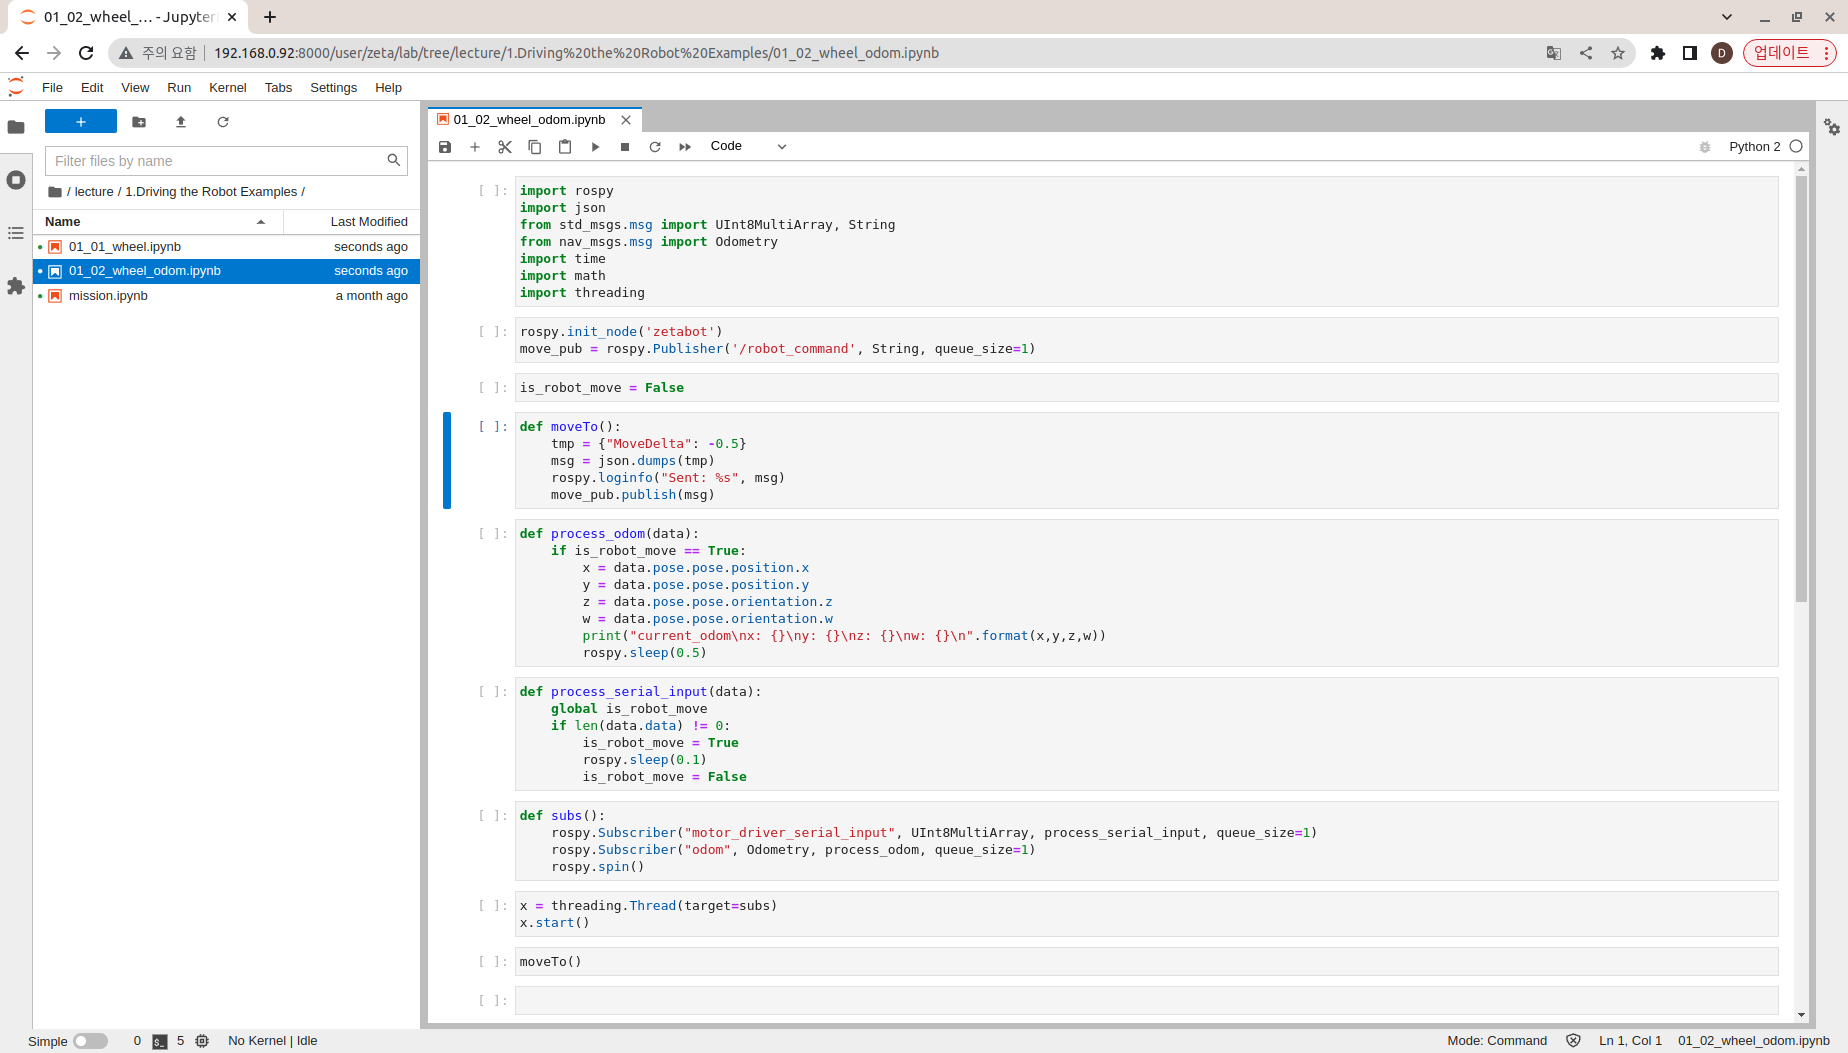 01_02_wheel_... - Jupyter
주의 요함
192.168.0.92:8000/user/zeta/lab/tree/lecture/1.Driving%20the%20Robot%20Examples/01_02_wheel_odom.ipynb
D
업데이트
File Edit View Run Kernel Tabs Settings Help
Filter files by name
/ lecture / 1.Driving the Robot Examples /
Name Last Modified
01_01_wheel.ipynb seconds ago
01_02_wheel_odom.ipynb seconds ago
mission.ipynb a month ago
01_02_wheel_odom.ipynb
Code
Python 2
[ ]: import rospy
import json
from std_msgs.msg import UInt8MultiArray, String
from nav_msgs.msg import Odometry
import time
import math
import threading
[ ]: rospy.init_node('zetabot')
move_pub = rospy.Publisher('/robot_command', String, queue_size=1)
[ ]: is_robot_move = False
[ ]: def moveTo():
    tmp = {"MoveDelta": -0.5}
    msg = json.dumps(tmp)
    rospy.loginfo("Sent: %s", msg)
    move_pub.publish(msg)
[ ]: def process_odom(data):
    if is_robot_move == True:
        x = data.pose.pose.position.x
        y = data.pose.pose.position.y
        z = data.pose.pose.orientation.z
        w = data.pose.pose.orientation.w
        print("current_odom\nx: {}\ny: {}\nz: {}\nw: {}\n".format(x,y,z,w))
        rospy.sleep(0.5)
[ ]: def process_serial_input(data):
    global is_robot_move
    if len(data.data) != 0:
        is_robot_move = True
        rospy.sleep(0.1)
        is_robot_move = False
[ ]: def subs():
    rospy.Subscriber("motor_driver_serial_input", UInt8MultiArray, process_serial_input, queue_size=1)
    rospy.Subscriber("odom", Odometry, process_odom, queue_size=1)
    rospy.spin()
[ ]: x = threading.Thread(target=subs)
x.start()
[ ]: moveTo()
[ ]:
Simple 0 $_ 5 No Kernel | Idle Mode: Command Ln 1, Col 1 01_02_wheel_odom.ipynb